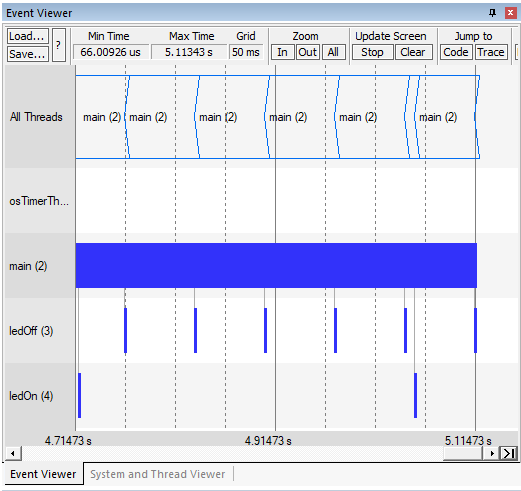 Event Viewer
Load... Min Time Max Time Grid Zoom Update Screen Jump to
Save... ? 66.00926 us 5.11343 s 50 ms In Out All Stop Clear Code Trace
All Threads main (2) main (2) main (2) main (2) main (2) main (2)
osTimerTh...
main (2)
ledOff (3)
ledOn (4)
4.71473 s 4.91473 s 5.11473 s
Event Viewer System and Thread Viewer